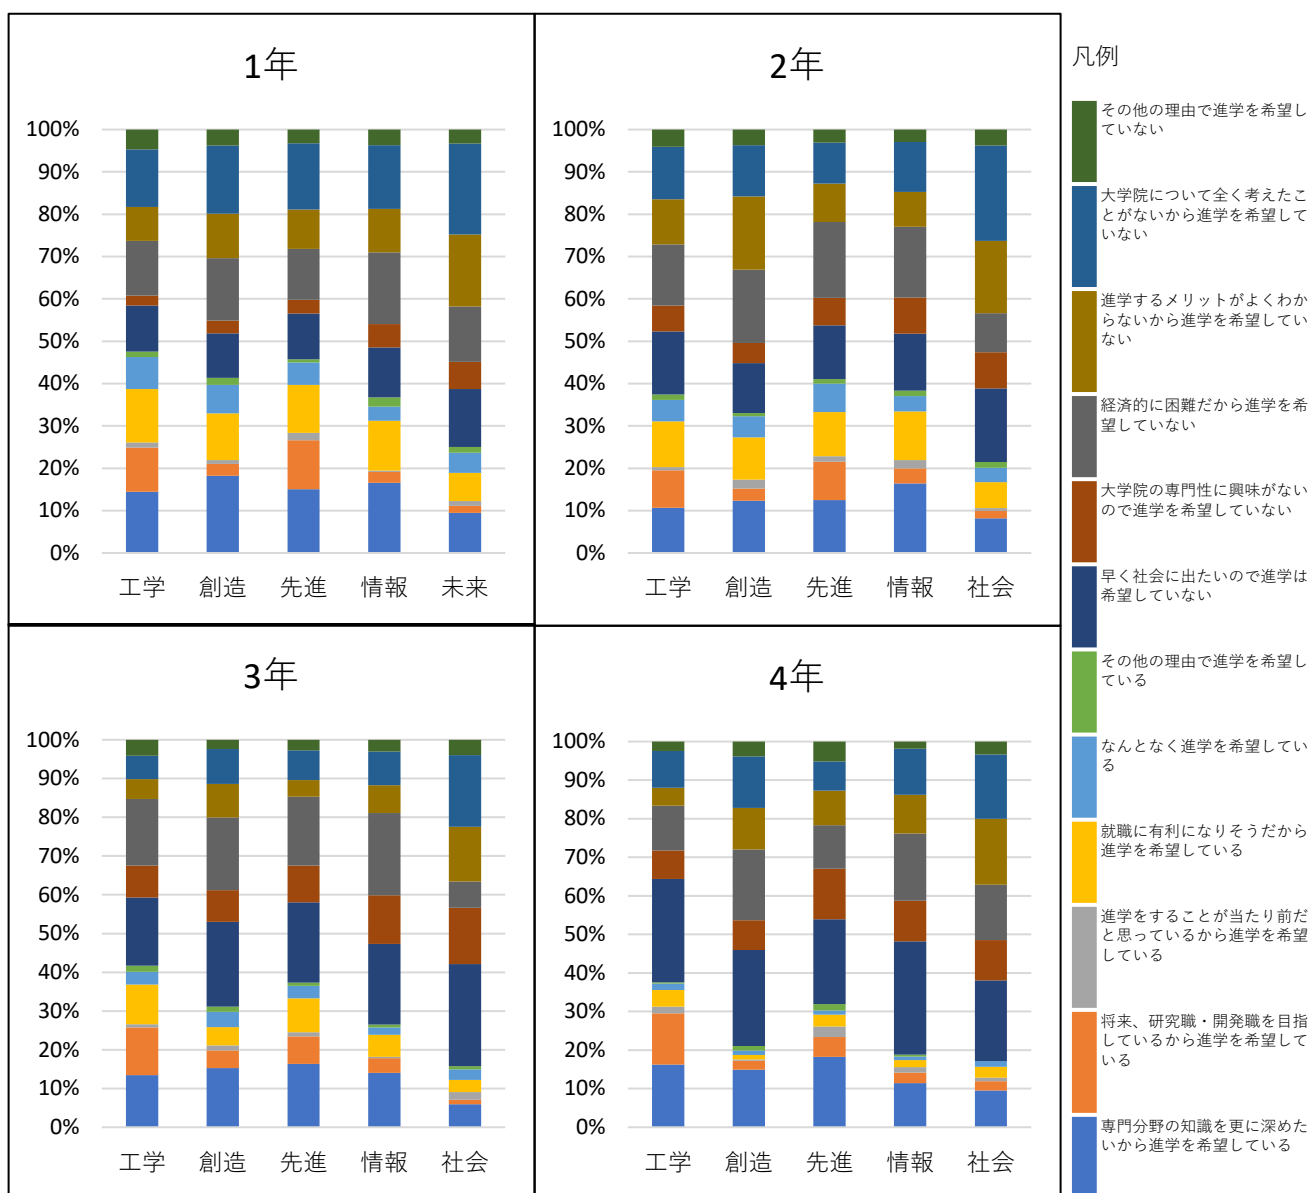 1年
100%
90%
80%
70%
60%
50%
40%
30%
20%
10%
0%
工学 創造 先進 情報 未来
2年
100%
90%
80%
70%
60%
50%
40%
30%
20%
10%
0%
工学 創造 先進 情報 社会
3年
100%
90%
80%
70%
60%
50%
40%
30%
20%
10%
0%
工学 創造 先進 情報 社会
4年
100%
90%
80%
70%
60%
50%
40%
30%
20%
10%
0%
工学 創造 先進 情報 社会
凡例
その他の理由で進学を希望し
ていない
大学院について全く考えたこ
とがないから進学を希望して
いない
進学するメリットがよくわか
らないから進学を希望してい
ない
経済的に困難だから進学を希
望していない
大学院の専門性に興味がない
ので進学を希望していない
早く社会に出たいので進学は
希望していない
その他の理由で進学を希望し
ている
なんとなく進学を希望してい
る
就職に有利になりそうだから
進学を希望している
進学をすることが当たり前だ
と思っているから進学を希望
している
将来、研究職・開発職を目指
しているから進学を希望して
いる
専門分野の知識を更に深めた
いから進学を希望している